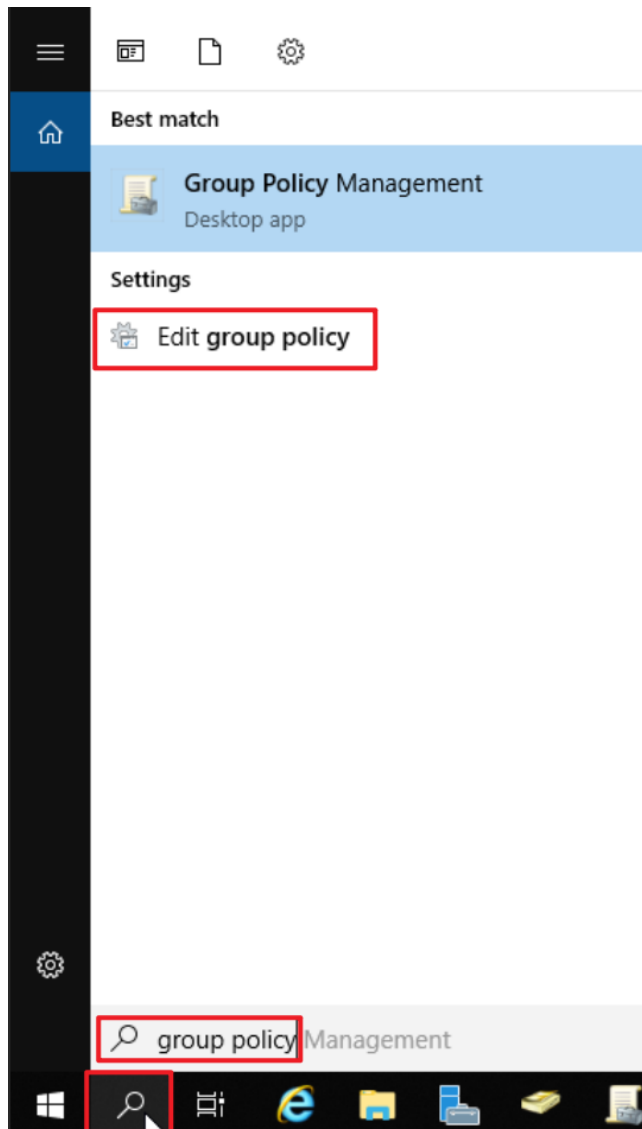 Best match
Group Policy Management
Desktop app
Settings
Edit group policy
group policy Management